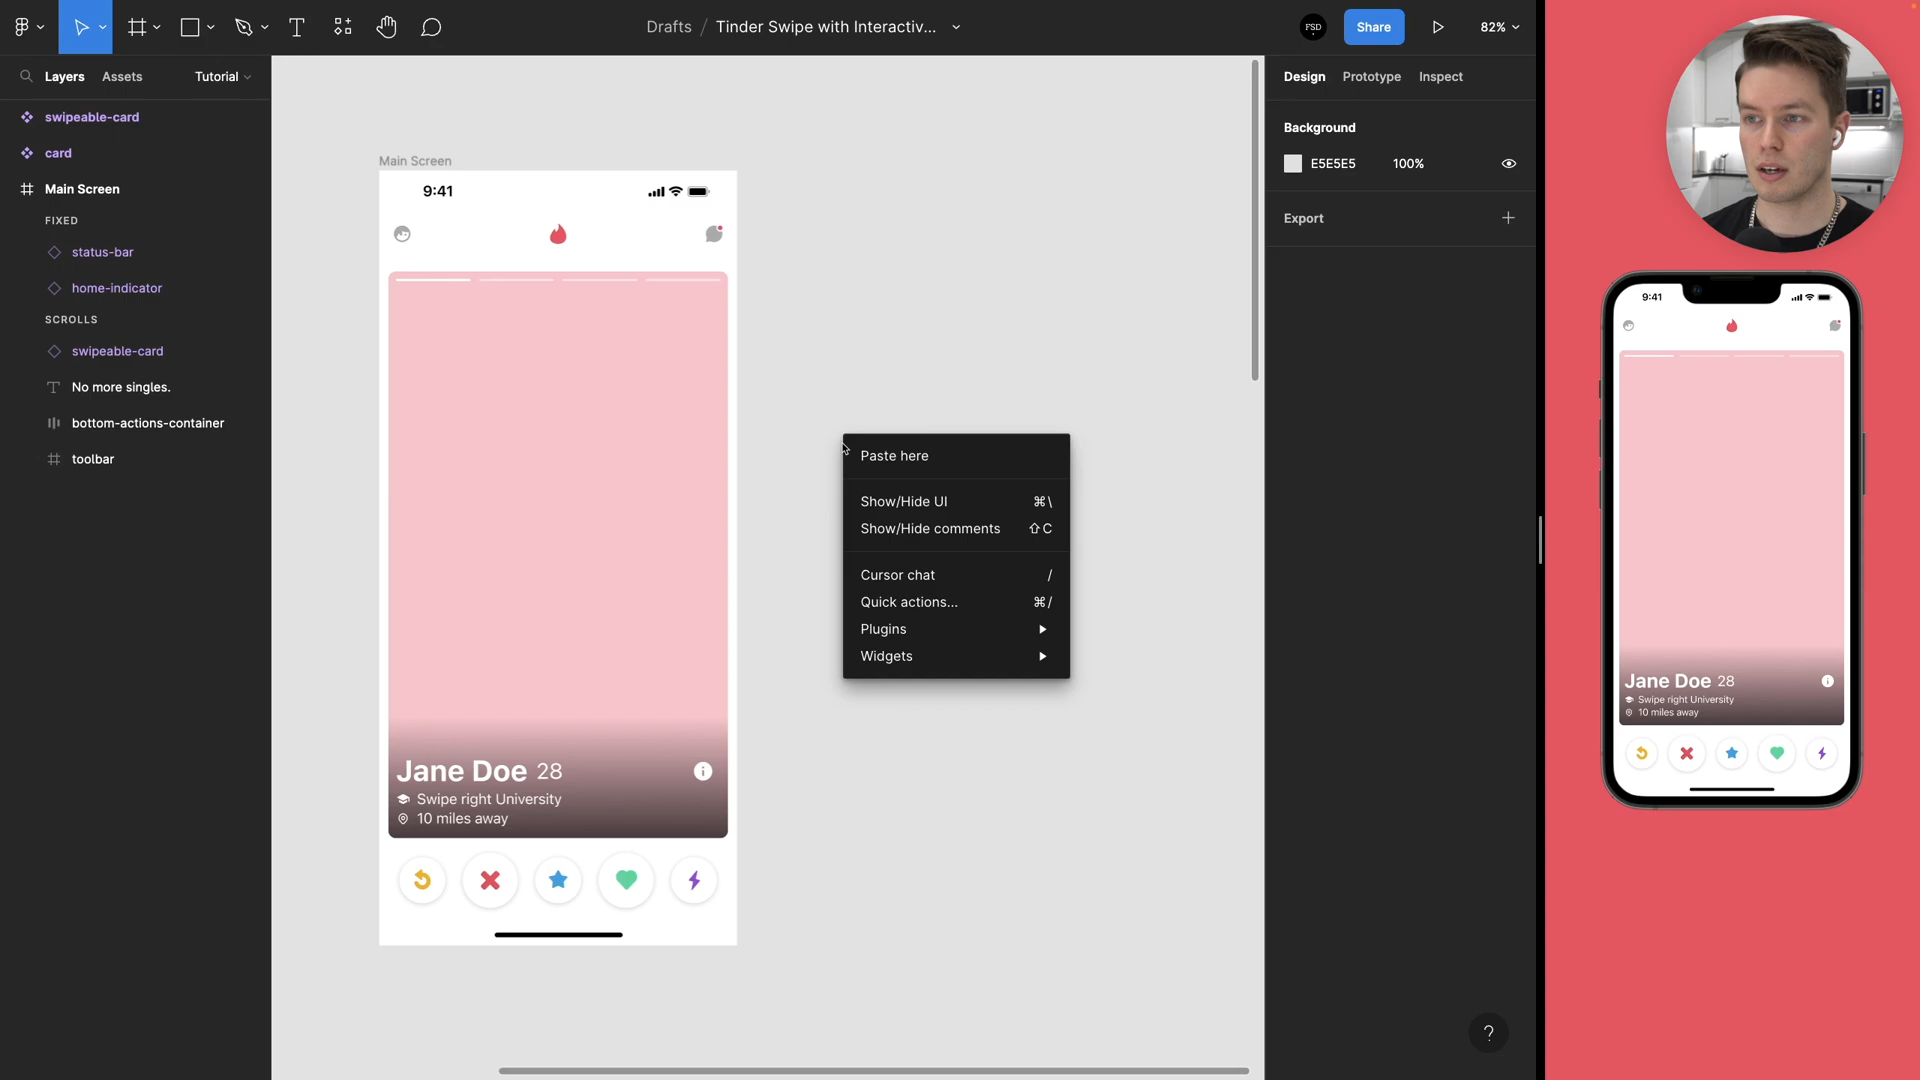 Drafts / Tinder Swipe with Interactiv...
FSD
Share
82%
Layers
Assets
Tutorial
swipeable-card
card
Main Screen
FIXED
status-bar
home-indicator
SCROLLS
swipeable-card
No more singles.
bottom-actions-container
toolbar
Main Screen
9:41
Jane Doe 28
Swipe right University
10 miles away
Paste here
Show/Hide UI ⌘\
Show/Hide comments ⇧C
Cursor chat /
Quick actions... ⌘/
Plugins
Widgets
Design
Prototype
Inspect
Background
E5E5E5 100%
Export
?
9:41
Jane Doe 28
Swipe right University
10 miles away